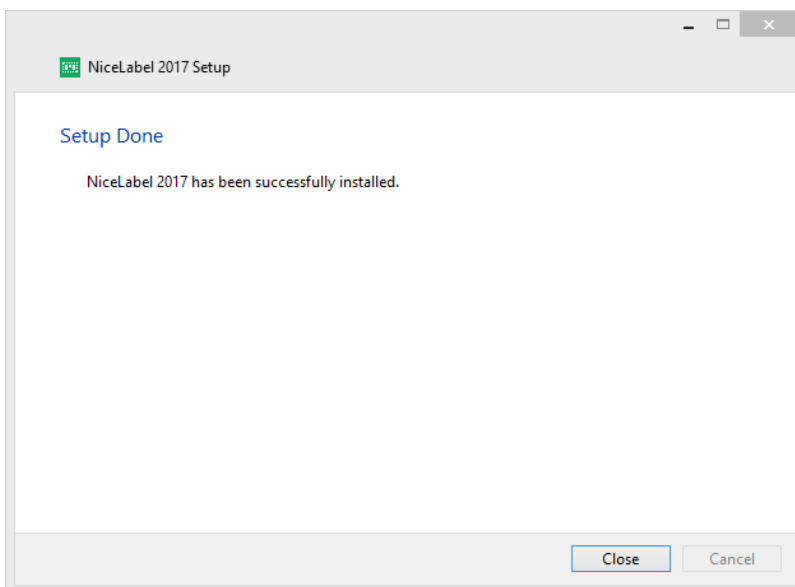 NiceLabel 2017 Setup
Setup Done
NiceLabel 2017 has been successfully installed.
Close
Cancel